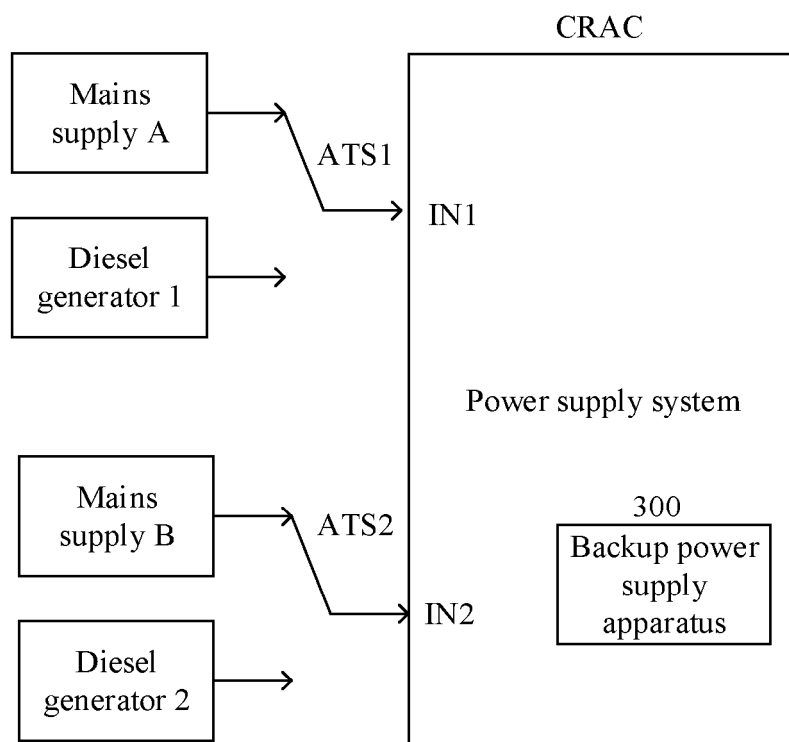 CRAC
Mains
supply A
ATS1
IN1
Diesel
generator 1
Power supply system
Mains
supply B
ATS2
300
Backup power
supply
apparatus
IN2
Diesel
generator 2